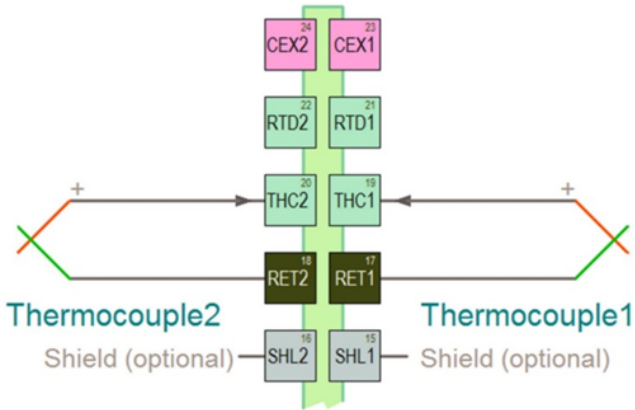 24 23
CEX2 CEX1
22 21
RTD2 RTD1
20 19
+ THC2 THC1 +
18 17
RET2 RET1
Thermocouple2 Thermocouple1
16 15
Shield (optional) SHL2 SHL1 Shield (optional)